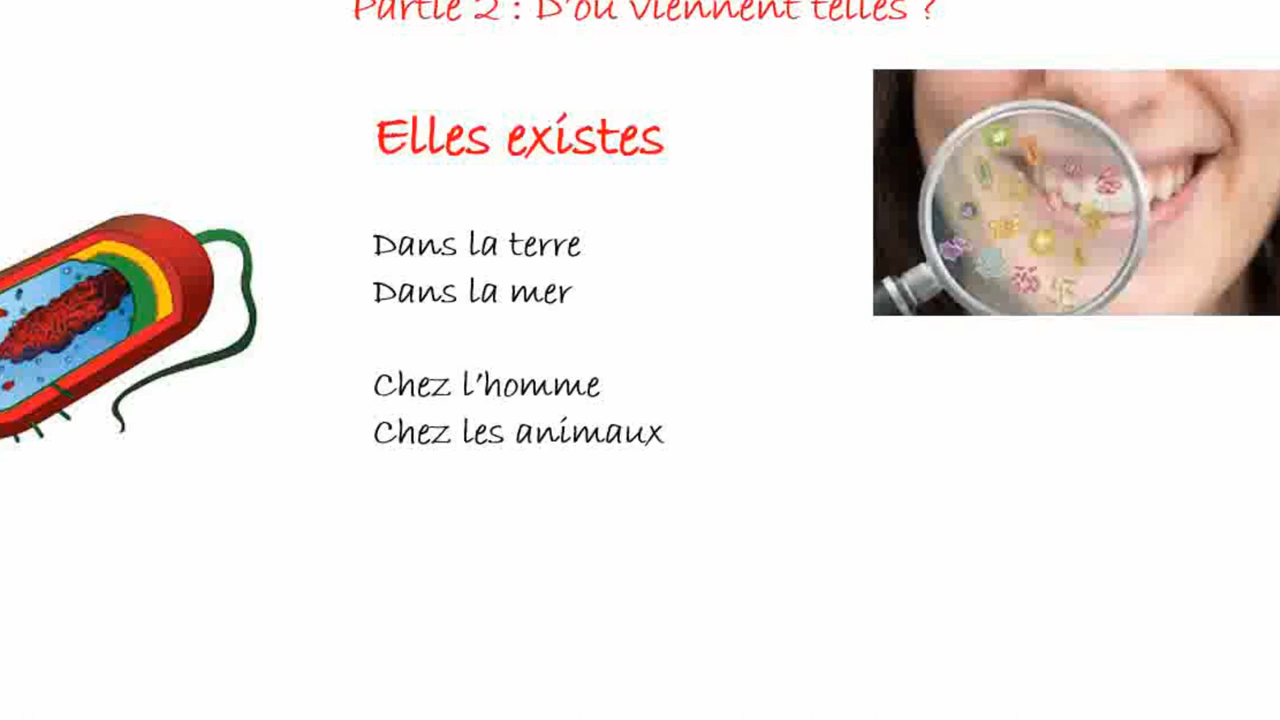 Partie 2 : D'où viennent telles ?
Elles existes
Dans la terre
Dans la mer
Chez l'homme
Chez les animaux